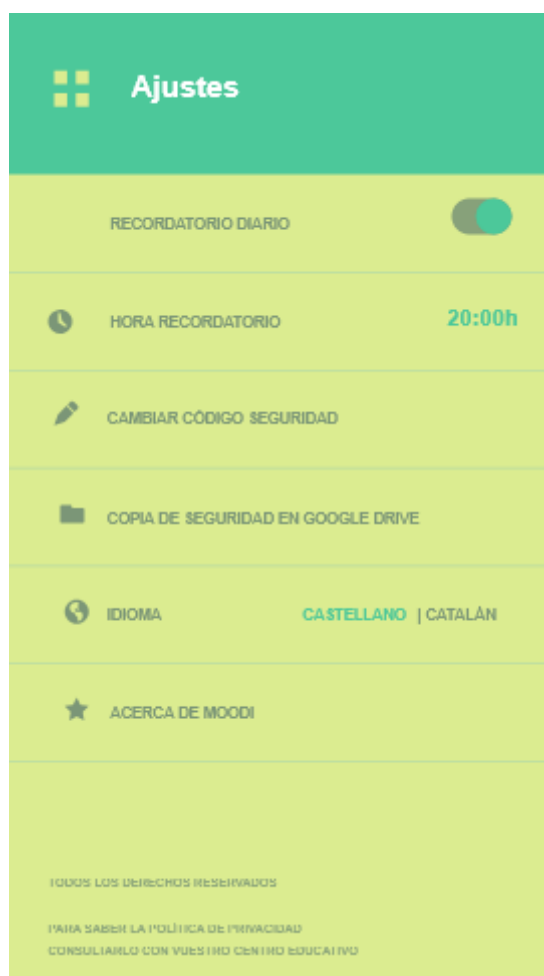 Ajustes
RECORDATORIO DIARIO
HORA RECORDATORIO 20:00h
CAMBIAR CÓDIGO SEGURIDAD
COPIA DE SEGURIDAD EN GOOGLE DRIVE
IDIOMA CASTELLANO | CATALÁN
ACERCA DE MOODI
TODOS LOS DERECHOS RESERVADOS
PARA SABER LA POLÍTICA DE PRIVACIDAD
CONSULTARLO CON VUESTRO CENTRO EDUCATIVO